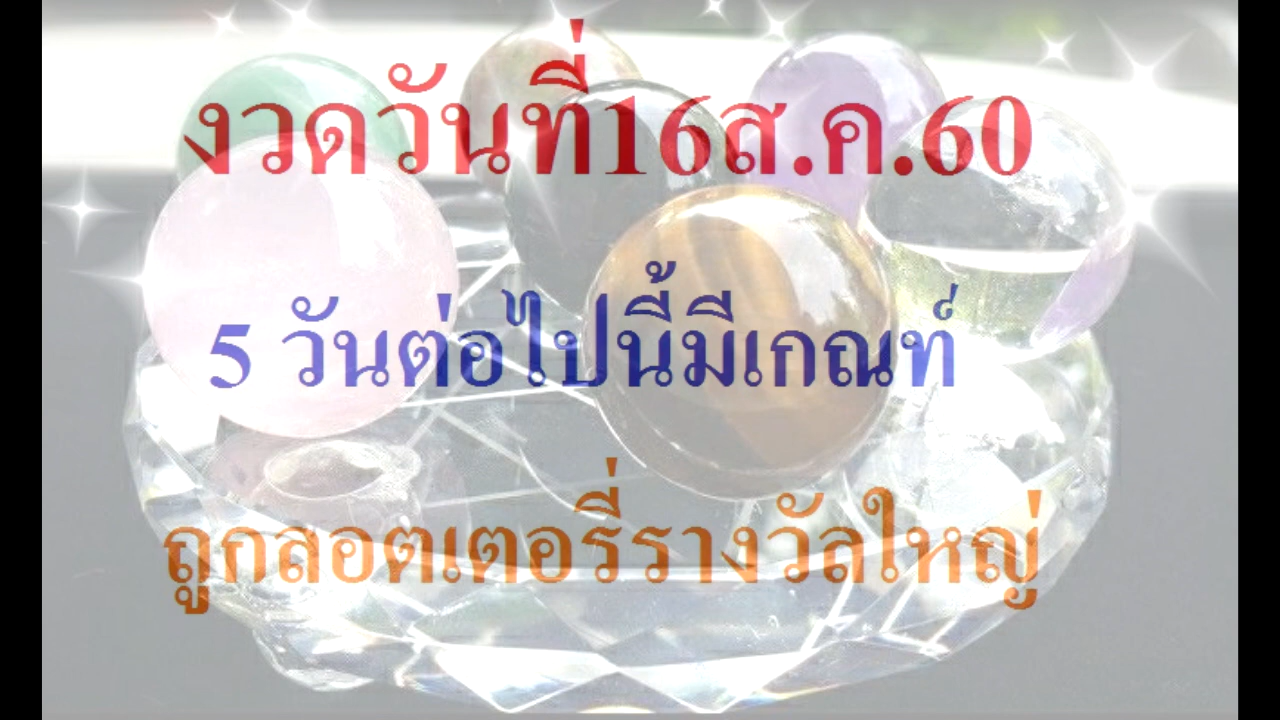 งวดวันที่16ส.ค.60
5 วันต่อไปนี้มีเกณฑ์
ถูกลอตเตอรี่รางวัลใหญ่